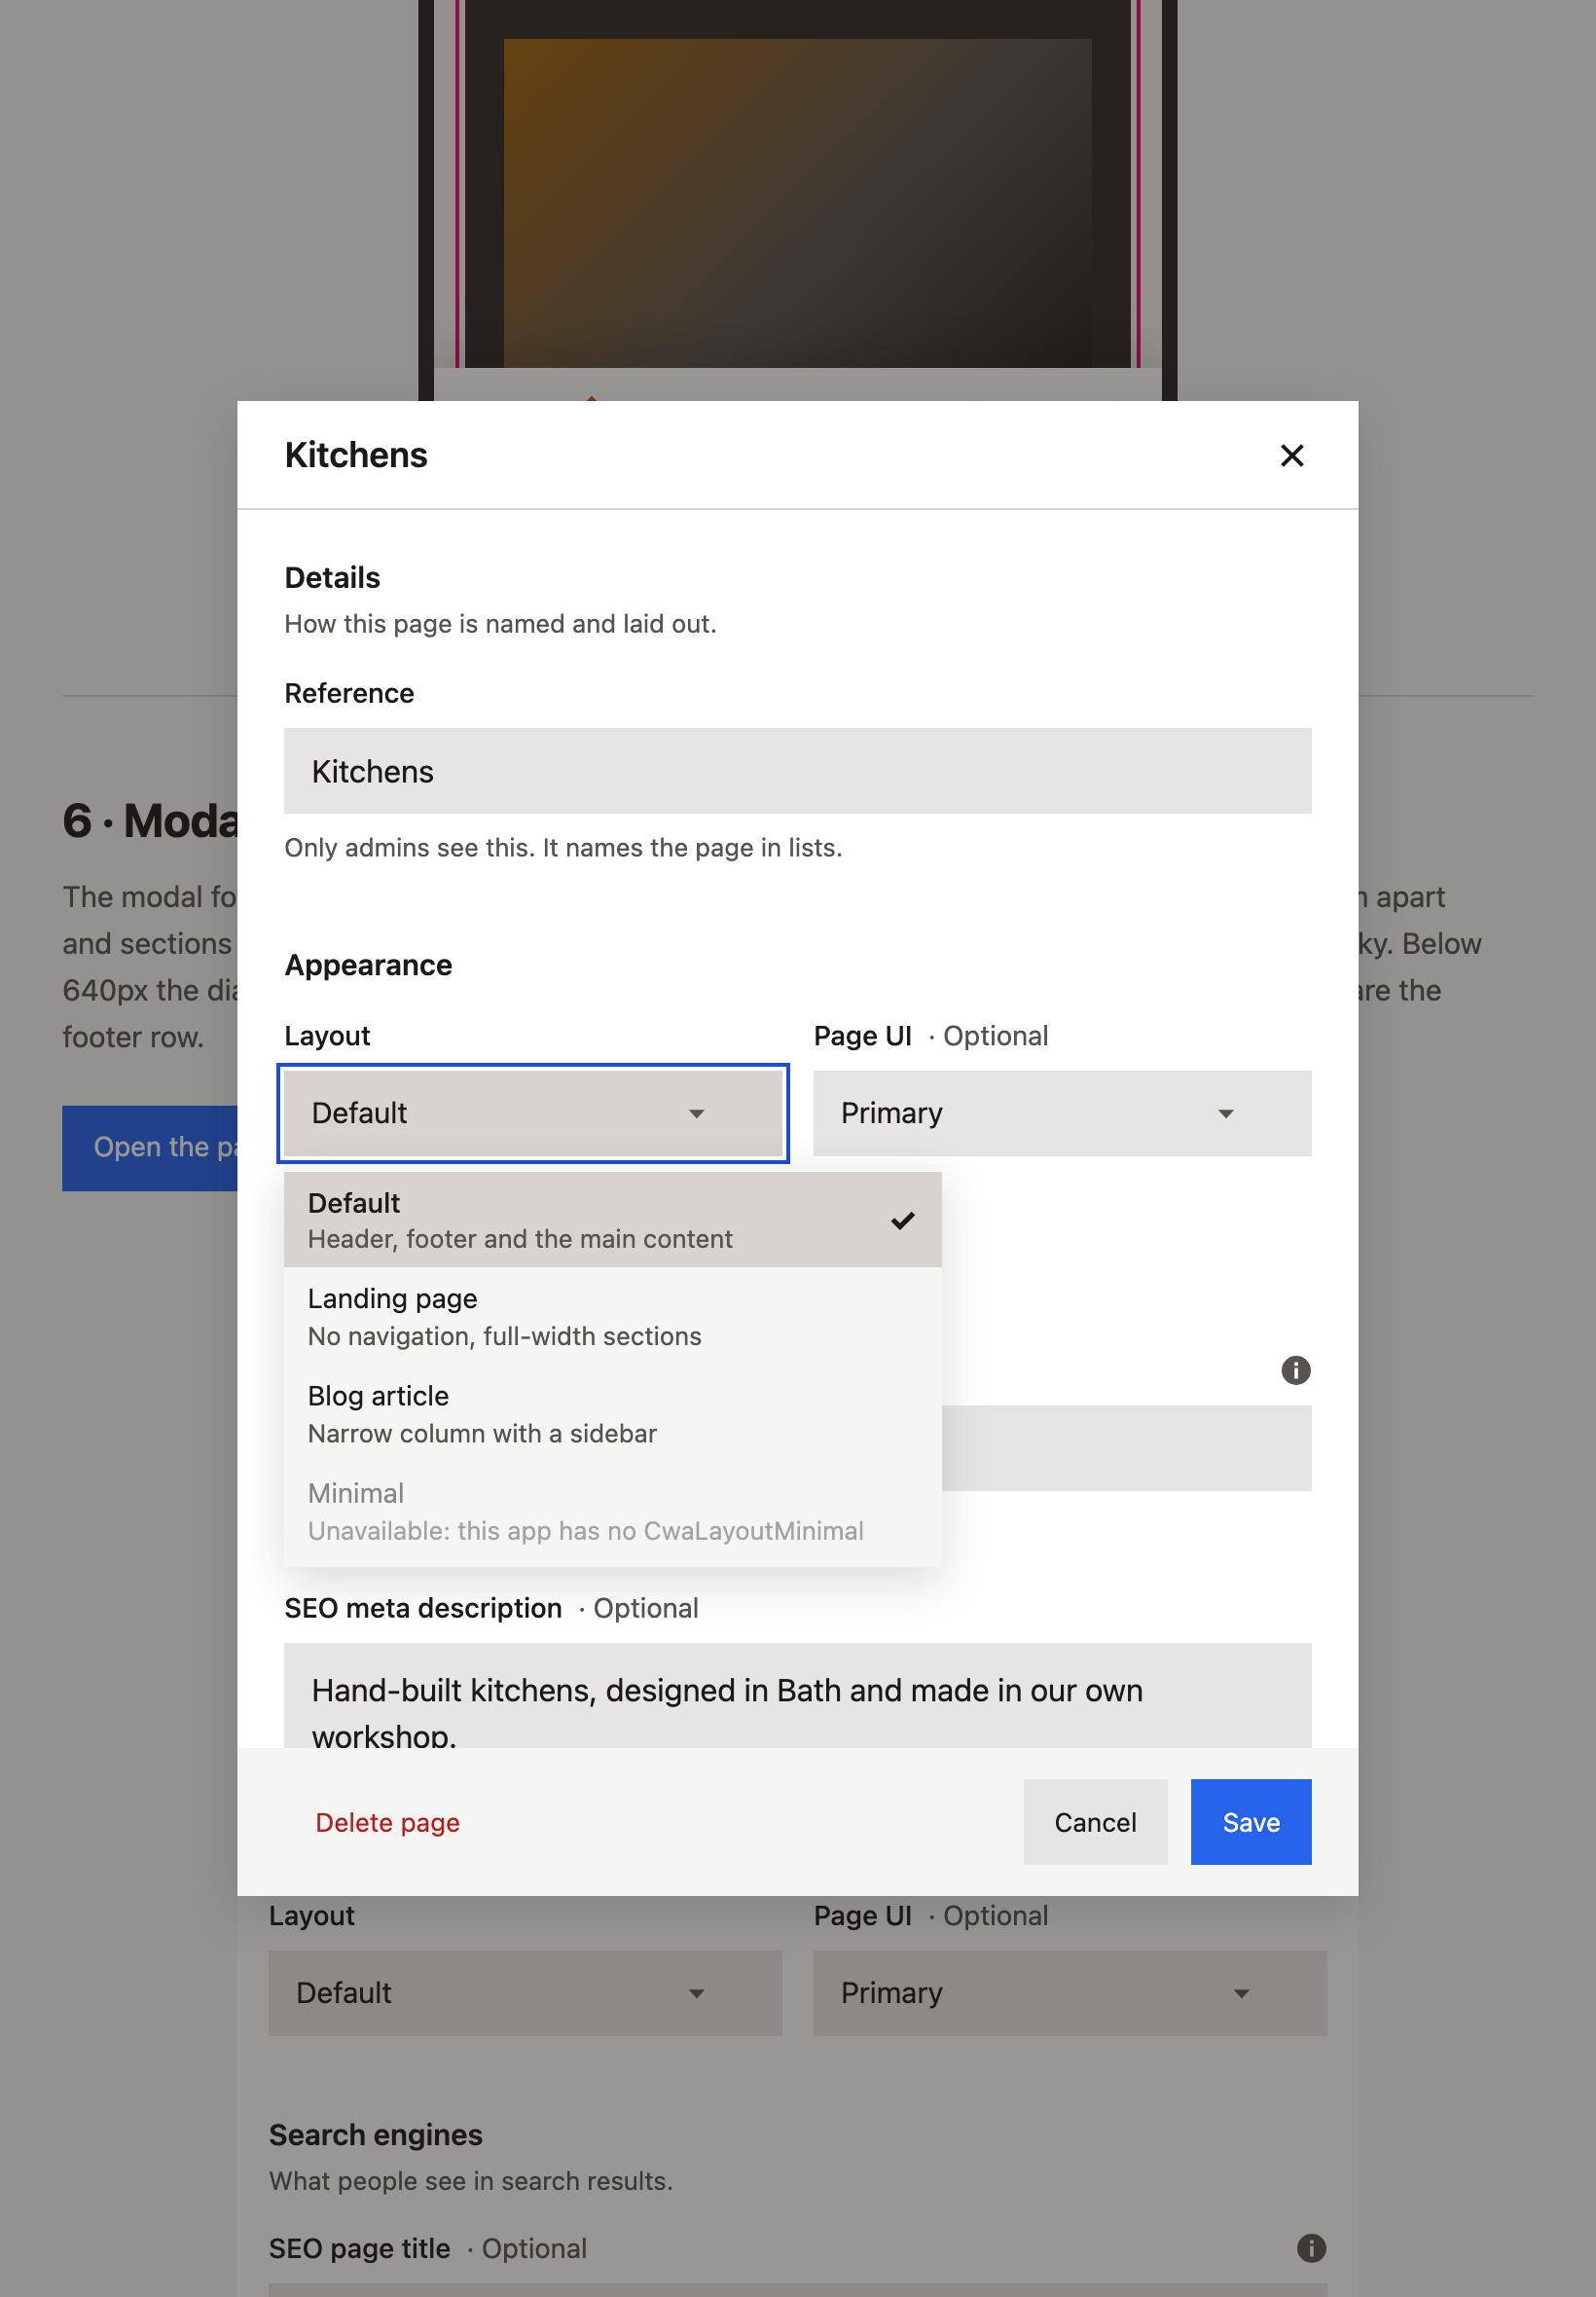 Kitchens
Details
How this page is named and laid out.
Reference
Kitchens
Only admins see this. It names the page in lists.
6 · Moda
The modal fo
and sections
640px the dia
footer row.
apart
ky. Below
are the
Open the pa
Appearance
Layout
Page UI · Optional
Default
Primary
Default
Header, footer and the main content
Landing page
No navigation, full-width sections
Blog article
Narrow column with a sidebar
Minimal
Unavailable: this app has no CwaLayoutMinimal
SEO meta description · Optional
Hand-built kitchens, designed in Bath and made in our own
workshop.
Delete page
Cancel
Save
Layout
Page UI · Optional
Default
Primary
Search engines
What people see in search results.
SEO page title · Optional